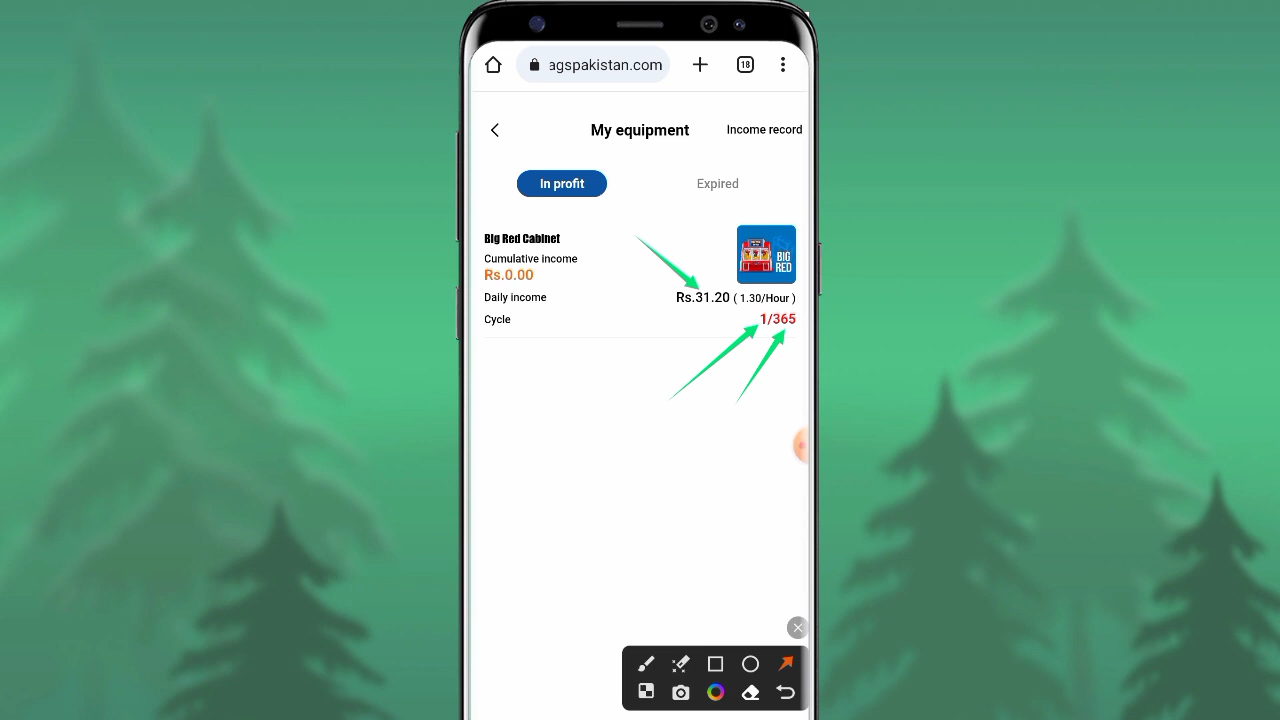 agspakistan.com
18
My equipment
Income record
In profit
Expired
Big Red Cabinet
Cumulative income
Rs.0.00
BIG
RED
Daily income
Rs.31.20 ( 1.30/Hour )
Cycle
1/365